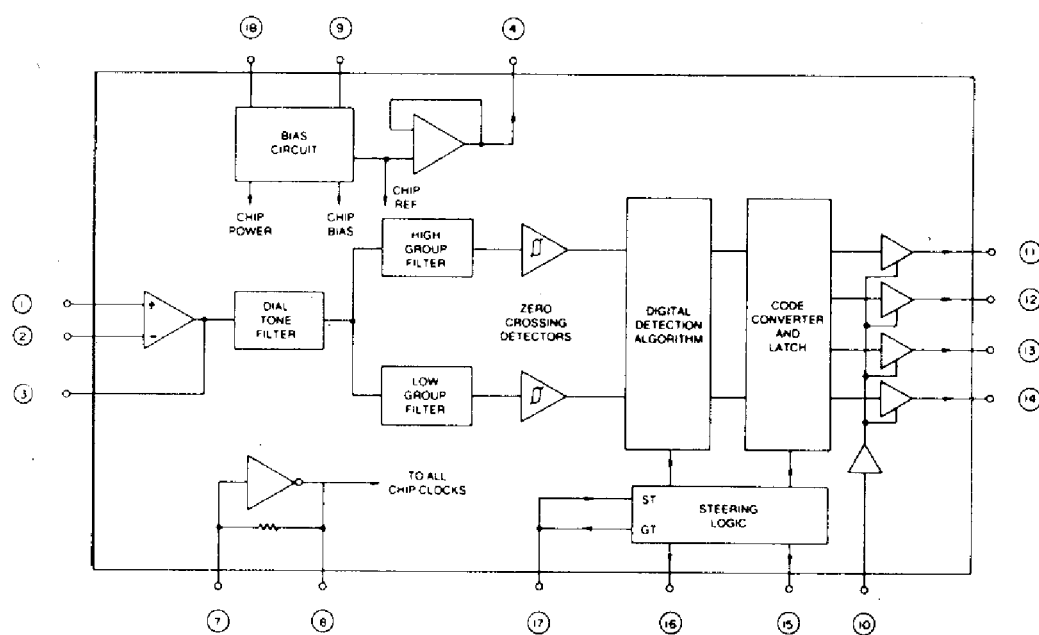 18 9 4
BIAS
CIRCUIT
CHIP
REF
CHIP
POWER
CHIP
BIAS
HIGH
GROUP
FILTER
11
1
+
DIAL
TONE
FILTER
ZERO
CROSSING
DETECTORS
DIGITAL
DETECTION
ALGORITHM
CODE
CONVERTER
AND
LATCH
12
2
-
13
3
LOW
GROUP
FILTER
14
TO ALL
CHIP CLOCKS
ST
GT
STEERING
LOGIC
7 8 17 16 15 10